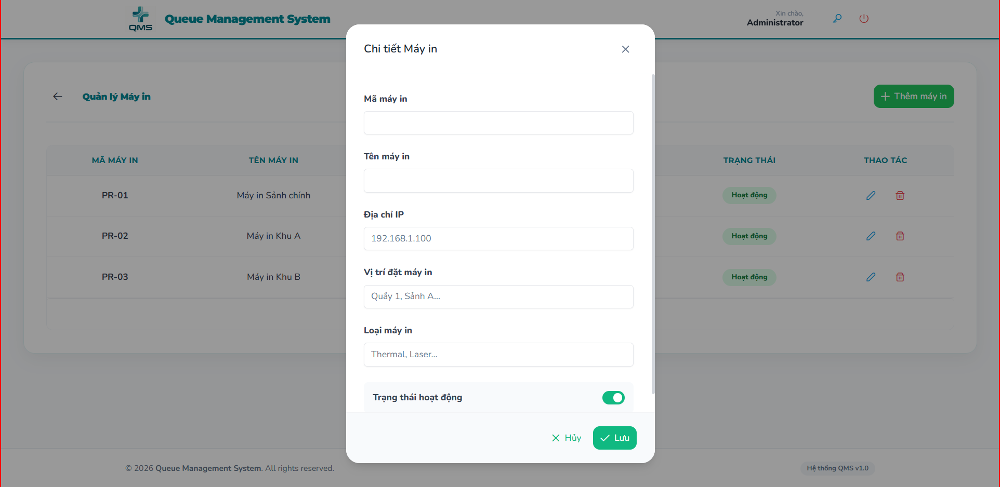 QMS
Queue Management System
Xin chào,
Administrator
Chi tiết Máy in
Quản lý Máy in
Thêm máy in
Mã máy in
MÃ MÁY IN
TÊN MÁY IN
TRẠNG THÁI
THAO TÁC
Tên máy in
PR-01
Máy in Sảnh chính
Hoạt động
Địa chỉ IP
192.168.1.100
PR-02
Máy in Khu A
Hoạt động
Vị trí đặt máy in
Quầy 1, Sảnh A...
PR-03
Máy in Khu B
Hoạt động
Loại máy in
Thermal, Laser...
Trạng thái hoạt động
Hủy
Lưu
© 2026 Queue Management System. All rights reserved.
Hệ thống QMS v1.0